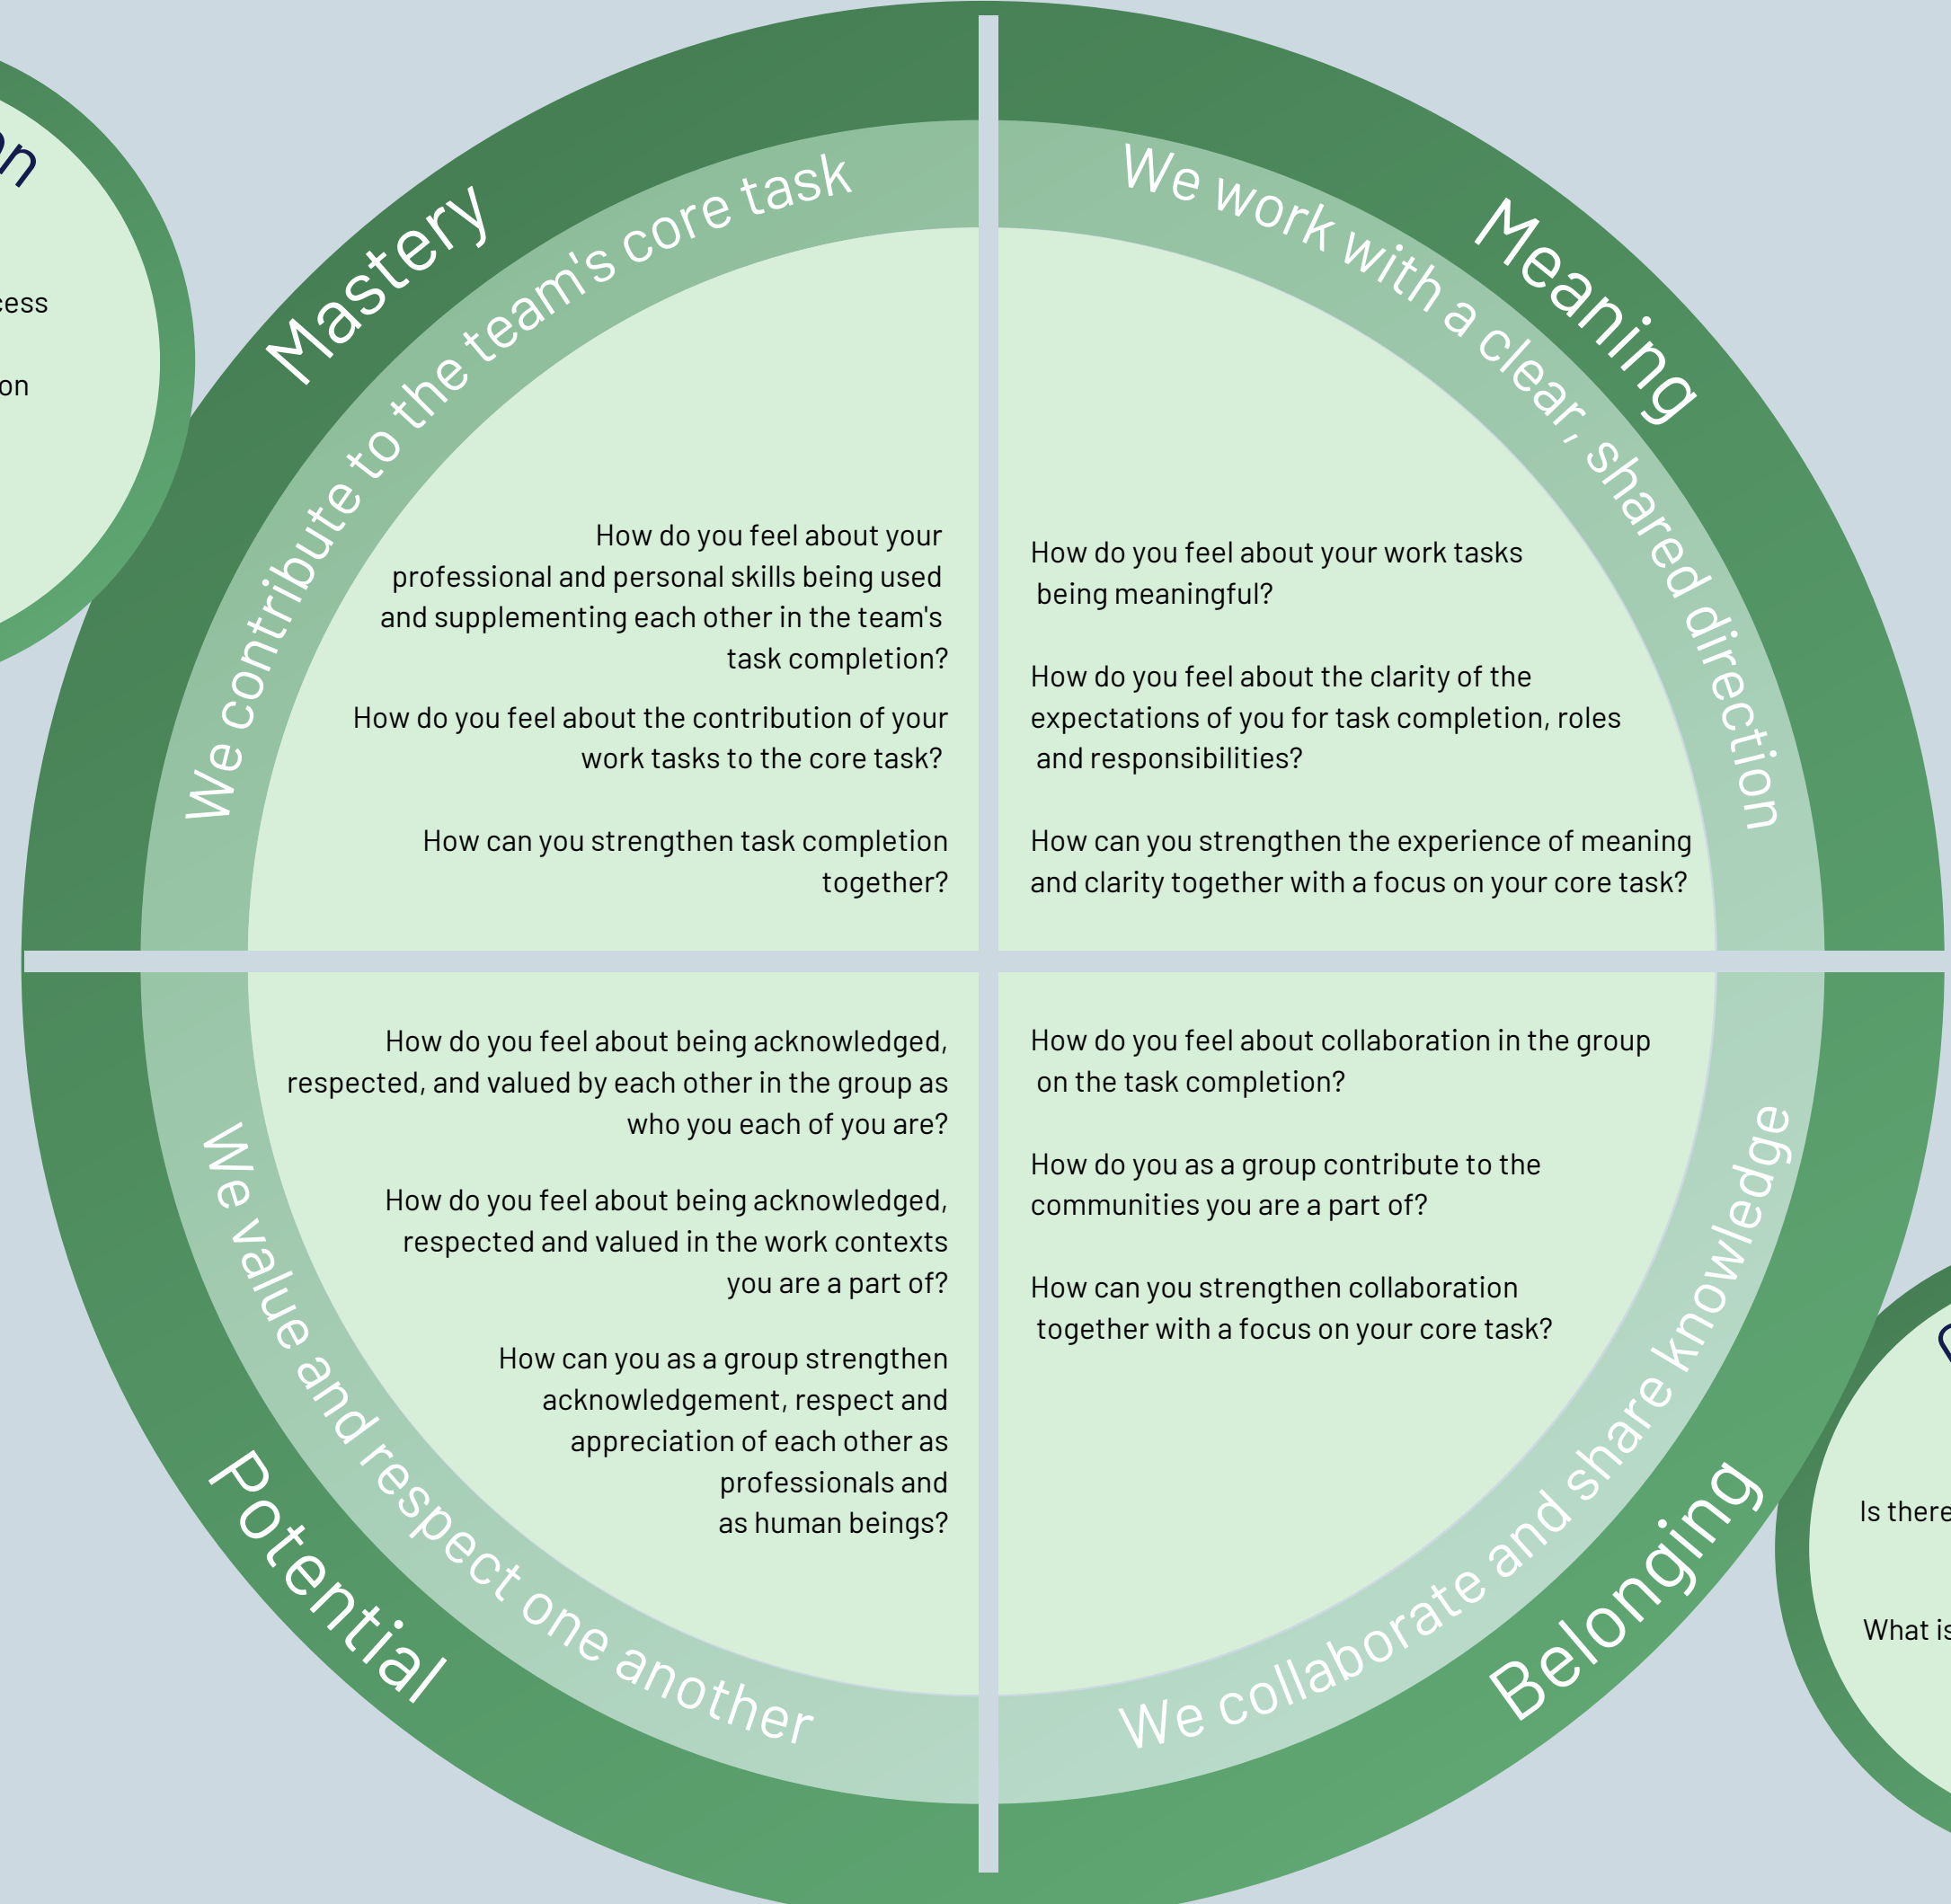 Mastery
We contribute to the team's core task
How do you feel about your
professional and personal skills being used
and supplementing each other in the team's
task completion?
How do you feel about the contribution of your
work tasks to the core task?
How can you strengthen task completion
together?
Meaning
We work with a clear, shared direction
How do you feel about your work tasks
being meaningful?
How do you feel about the clarity of the
expectations of you for task completion, roles
and responsibilities?
How can you strengthen the experience of meaning
and clarity together with a focus on your core task?
Potential
We value and respect one another
How do you feel about being acknowledged,
respected, and valued by each other in the group as
who you each of you are?
How do you feel about being acknowledged,
respected and valued in the work contexts
you are a part of?
How can you as a group strengthen
acknowledgement, respect and
appreciation of each other as
professionals and
as human beings?
Belonging
We collaborate and share knowledge
How do you feel about collaboration in the group
on the task completion?
How do you as a group contribute to the
communities you are a part of?
How can you strengthen collaboration
together with a focus on your core task?
Is there
What is